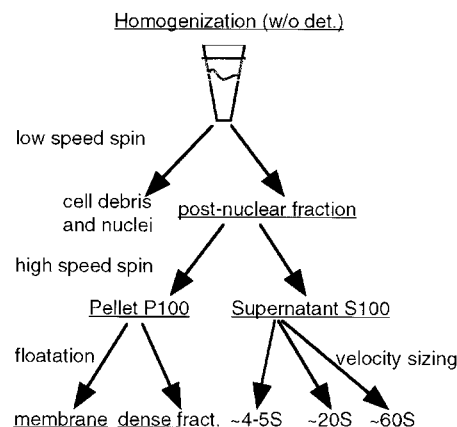 Homogenization (w/o det.)
low speed spin
cell debris
and nuclei
post-nuclear fraction
high speed spin
Pellet P100
Supernatant S100
floatation
velocity sizing
membrane
dense fract.
~4-5S
~20S
~60S